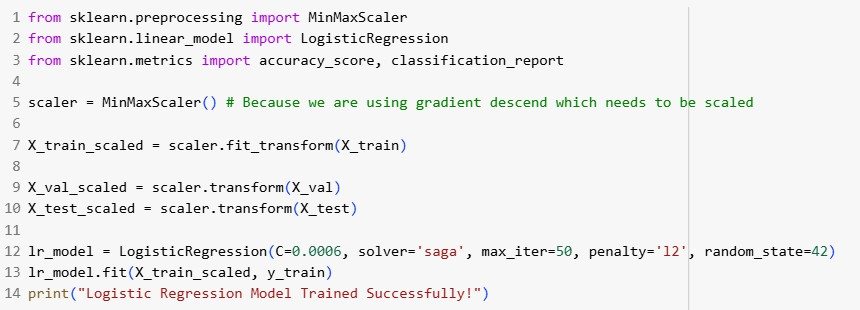 1 from sklearn.preprocessing import MinMaxScaler
2 from sklearn.linear_model import LogisticRegression
3 from sklearn.metrics import accuracy_score, classification_report
4
5 scaler = MinMaxScaler() # Because we are using gradient descend which needs to be scaled
6
7 X_train_scaled = scaler.fit_transform(X_train)
8
9 X_val_scaled = scaler.transform(X_val)
10 X_test_scaled = scaler.transform(X_test)
11
12 lr_model = LogisticRegression(C=0.0006, solver='saga', max_iter=50, penalty='l2', random_state=42)
13 lr_model.fit(X_train_scaled, y_train)
14 print("Logistic Regression Model Trained Successfully!")